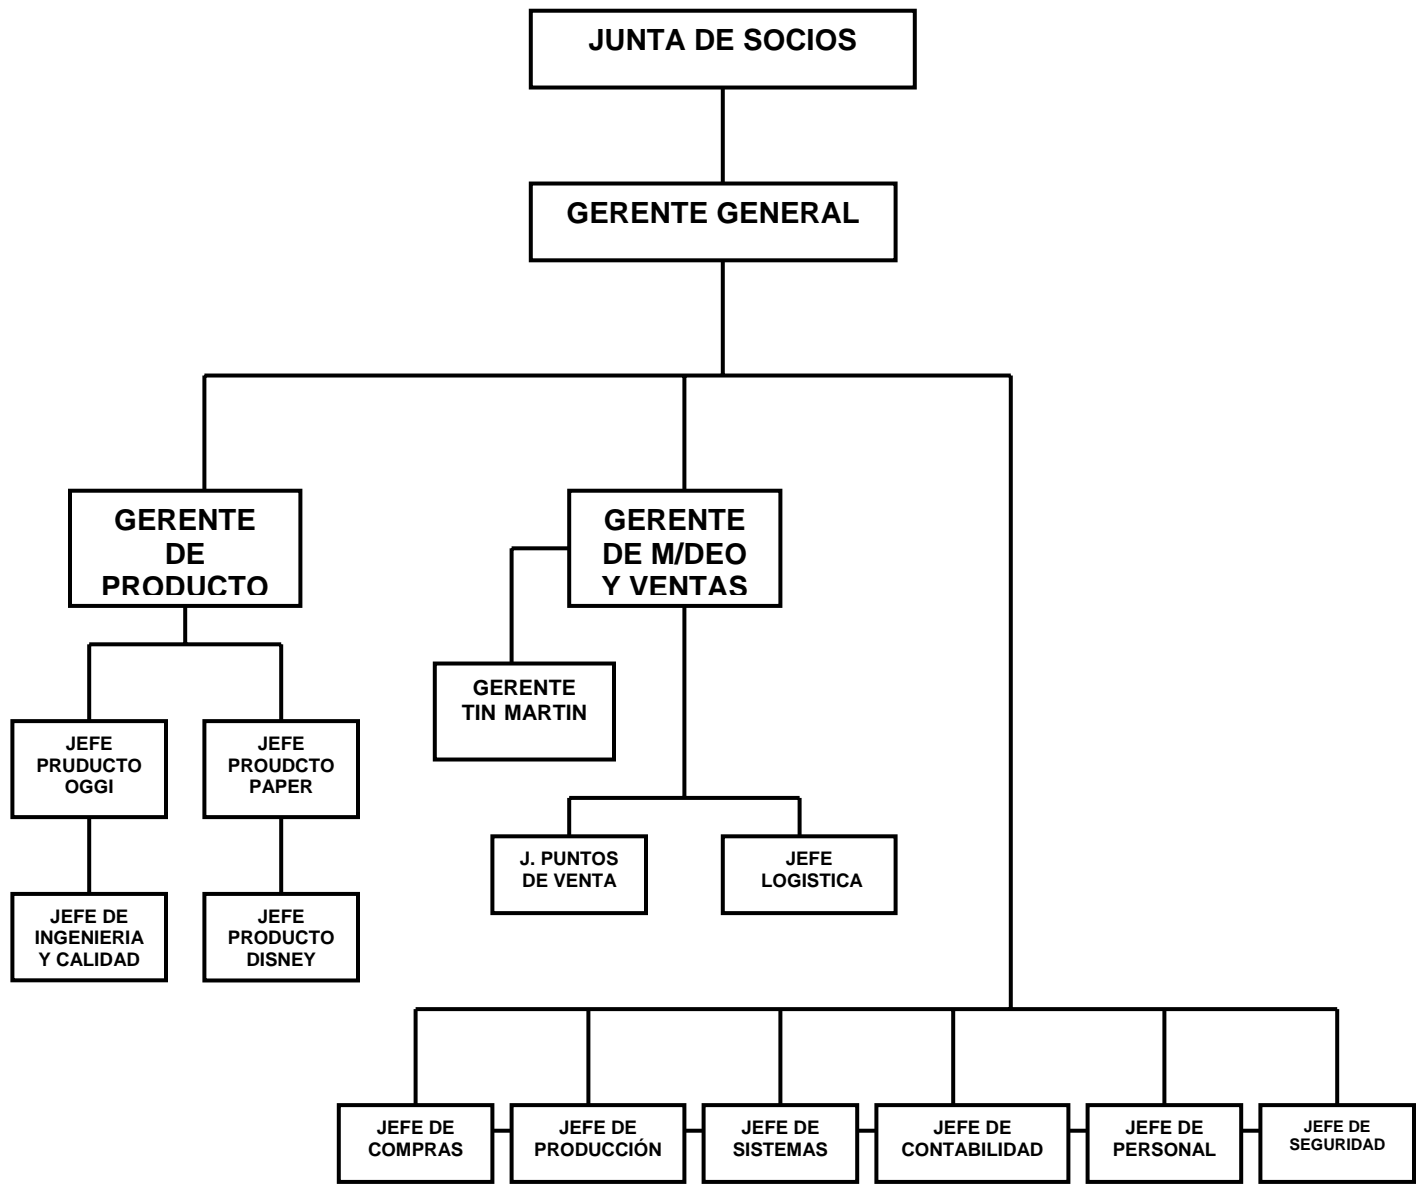 JUNTA DE SOCIOS
GERENTE GENERAL
GERENTE
DE
PRODUCTO
GERENTE
DE M/DEO
Y VENTAS
GERENTE
TIN MARTIN
JEFE
PRUDUCTO
OGGI
JEFE
PROUDCTO
PAPER
J. PUNTOS
DE VENTA
JEFE
LOGISTICA
JEFE DE
INGENIERIA
Y CALIDAD
JEFE
PRODUCTO
DISNEY
JEFE DE
COMPRAS
JEFE DE
PRODUCCIÓN
JEFE DE
SISTEMAS
JEFE DE
CONTABILIDAD
JEFE DE
PERSONAL
JEFE DE
SEGURIDAD